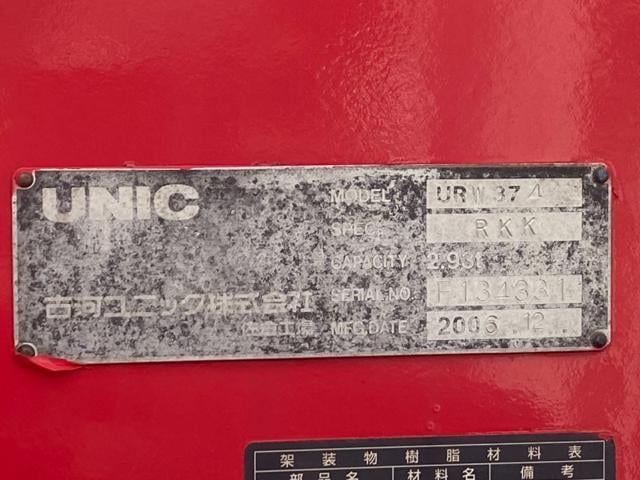 UNIC
MODEL URW374
SPEC. RKK
CAPACITY 2.93t
古河ユニック株式会社 SERIAL NO. F134331
佐倉工場 MFG.DATE 2006.12
架装物樹脂材料表
部品名 材料名 備考